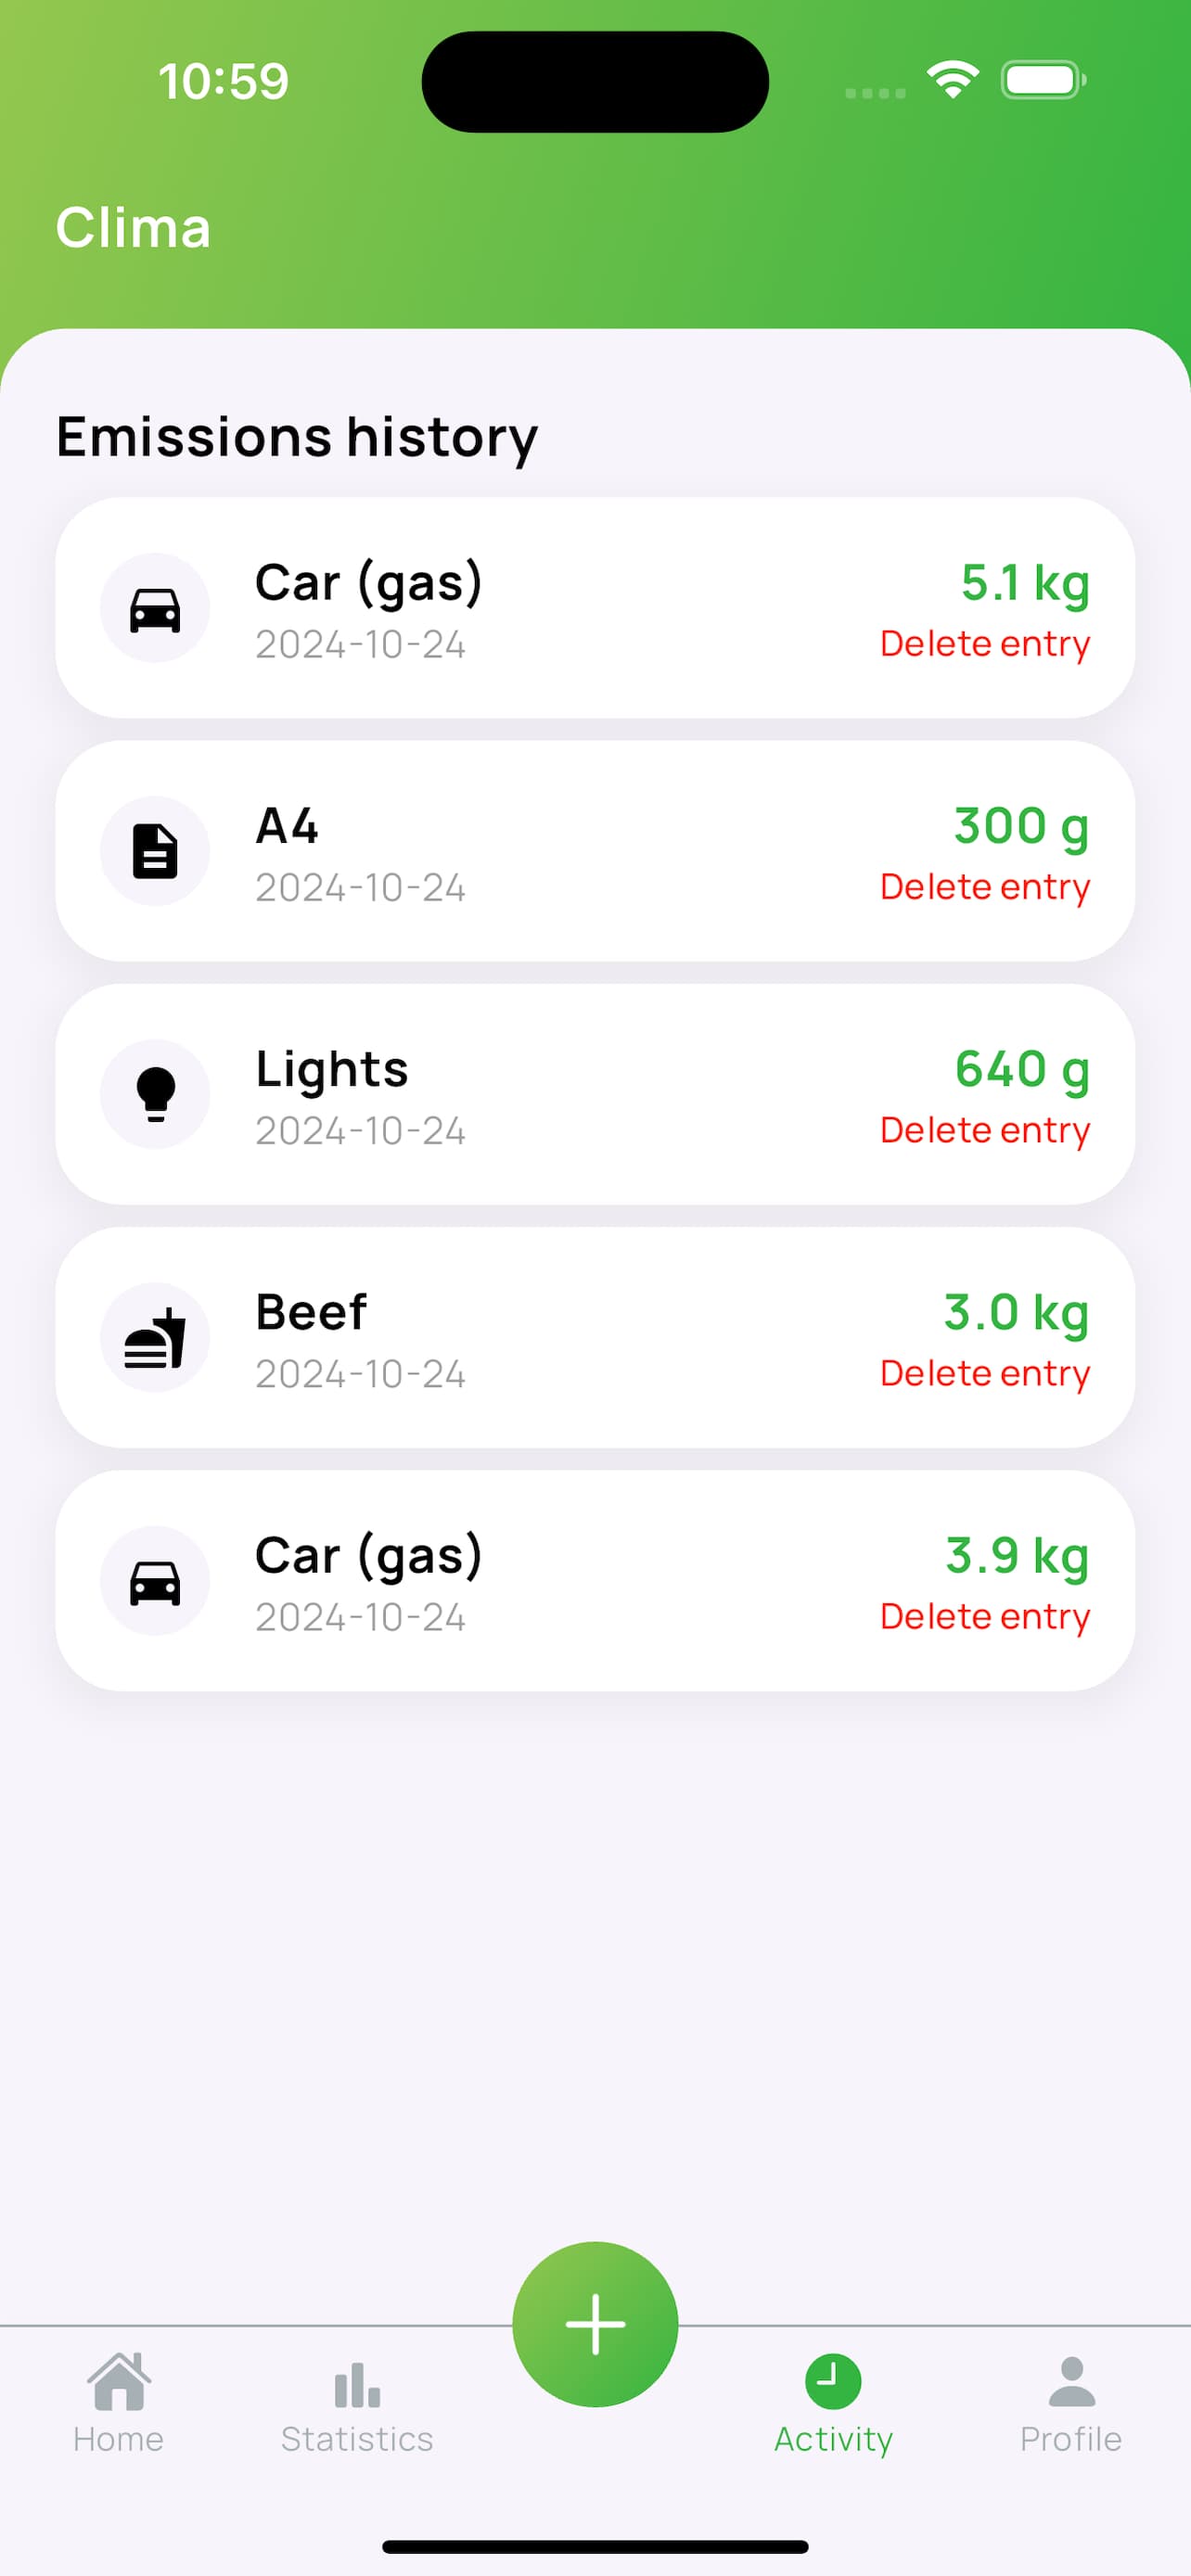 10:59
Clima
Emissions history
Car (gas)
5.1 kg
2024-10-24
Delete entry
A4
300 g
2024-10-24
Delete entry
Lights
640 g
2024-10-24
Delete entry
Beef
3.0 kg
2024-10-24
Delete entry
Car (gas)
3.9 kg
2024-10-24
Delete entry
Home
Statistics
Activity
Profile